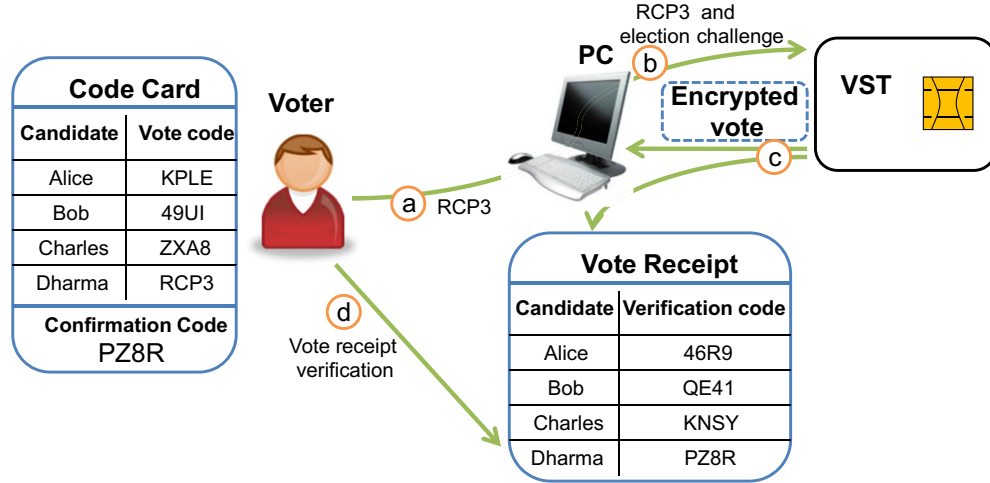 Code Card
Candidate Vote code
Alice KPLE
Bob 49UI
Charles ZXA8
Dharma RCP3
Confirmation Code
PZ8R
Voter
a
RCP3
PC
RCP3 and
election challenge
b
Encrypted
vote
VST
c
d
Vote receipt
verification
Vote Receipt
Candidate Verification code
Alice 46R9
Bob QE41
Charles KNSY
Dharma PZ8R